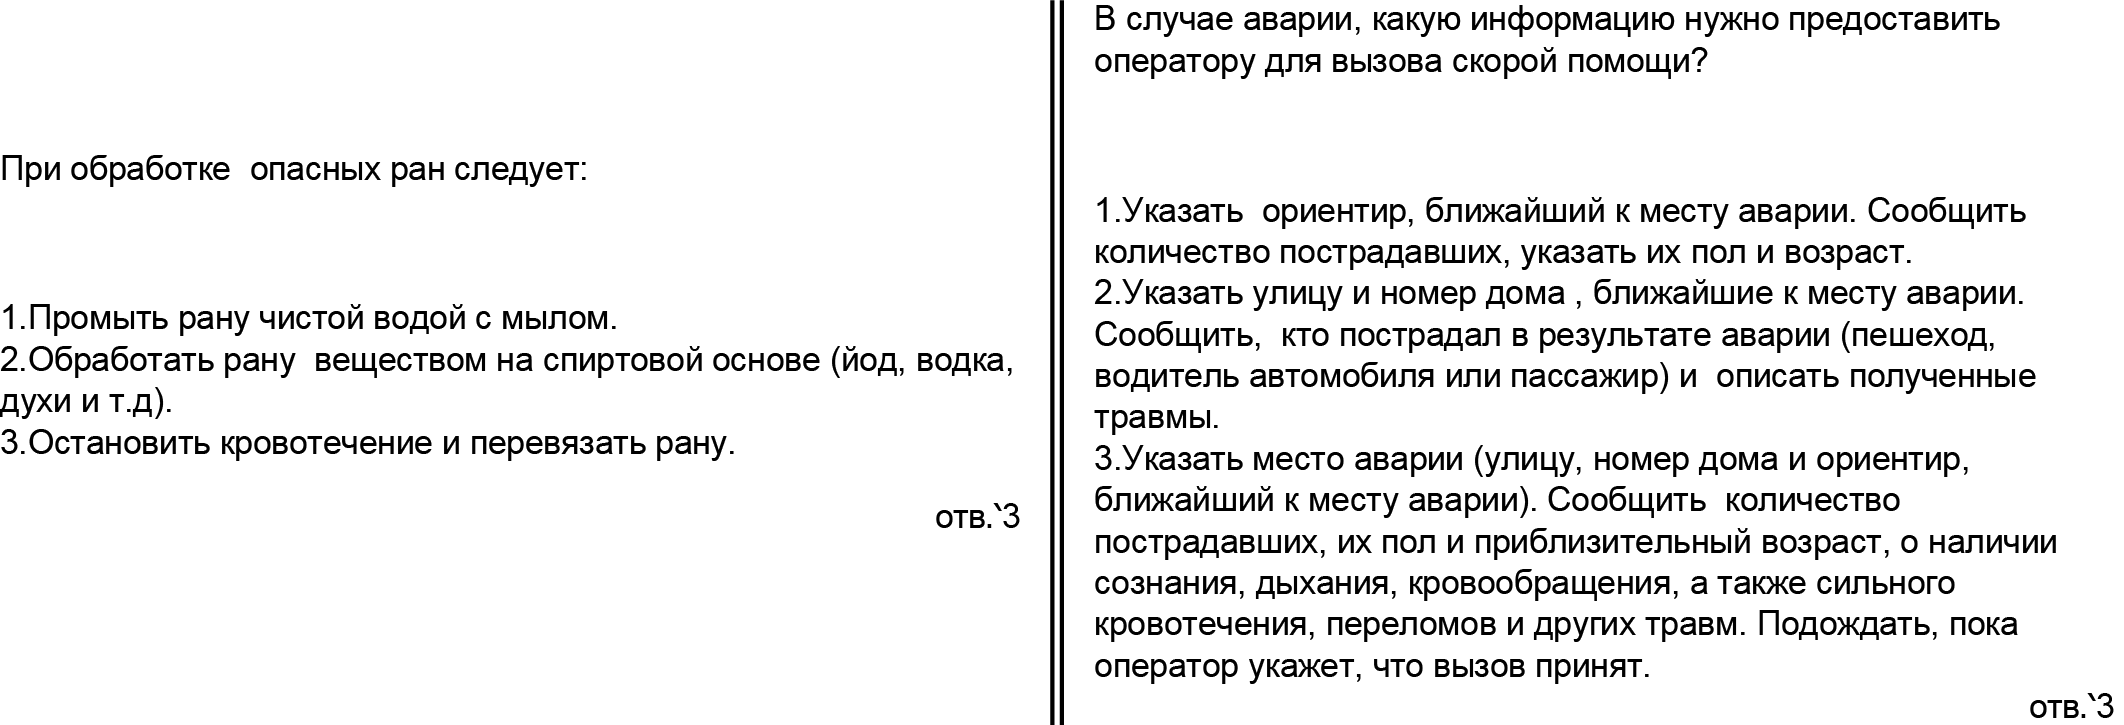 При обработке  опасных ран следует:
1.Промыть рану чистой водой с мылом.
2.Обработать рану  веществом на спиртовой основе (йод, водка,
духи и т.д).
3.Остановить кровотечение и перевязать рану.
отв.`3
В случае аварии, какую информацию нужно предоставить
оператору для вызова скорой помощи?
1.Указать  ориентир, ближайший к месту аварии. Сообщить
количество пострадавших, указать их пол и возраст.
2.Указать улицу и номер дома , ближайшие к месту аварии.
Сообщить,  кто пострадал в результате аварии (пешеход,
водитель автомобиля или пассажир) и  описать полученные
травмы.
3.Указать место аварии (улицу, номер дома и ориентир,
ближайший к месту аварии). Сообщить  количество
пострадавших, их пол и приблизительный возраст, о наличии
сознания, дыхания, кровообращения, а также сильного
кровотечения, переломов и других травм. Подождать, пока
оператор укажет, что вызов принят.
отв.`3